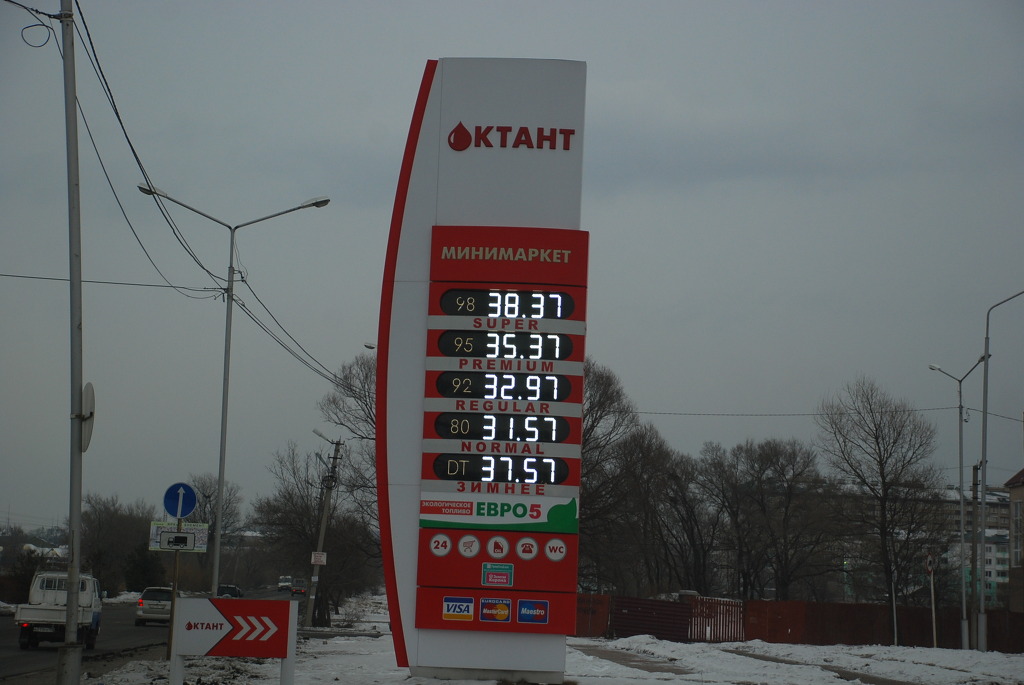 ОКТАНТ
МИНИМАРКЕТ
98 38.37
SUPER
95 35.37
PREMIUM
92 32.97
REGULAR
80 31.57
NORMAL
DT 37.57
ЗИМНЕЕ
ЭКОЛОГИЧЕСКОЕ
ТОПЛИВО
ЕВРО5
24
WC
VISA
MasterCard
Maestro
ОКТАНТ